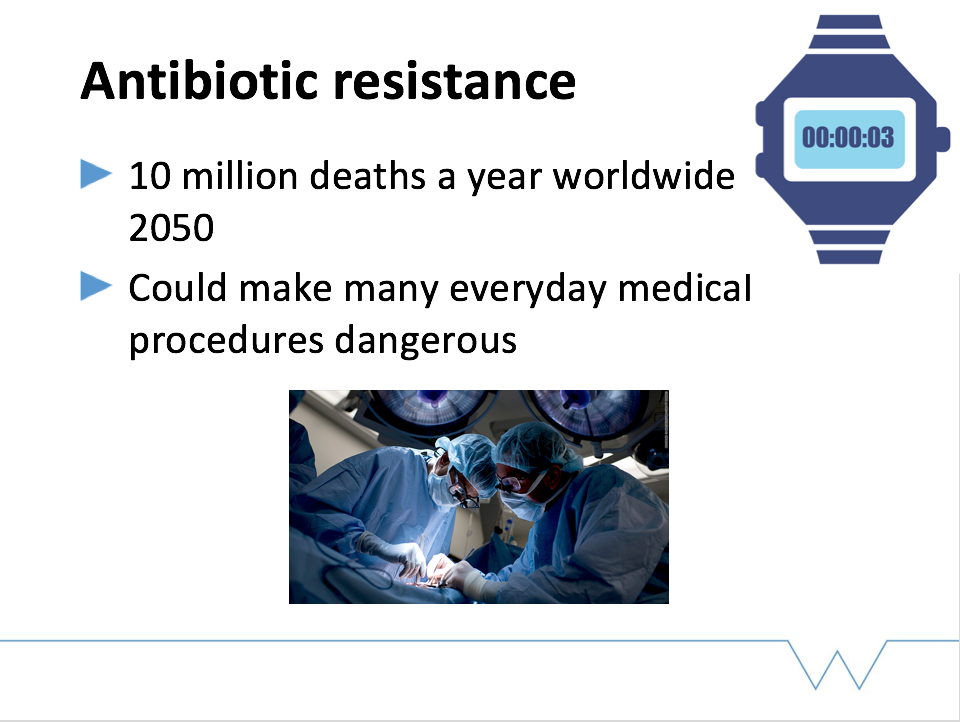 Antibiotic resistance
00:00:03
10 million deaths a year worldwide
2050
Could make many everyday medical
procedures dangerous